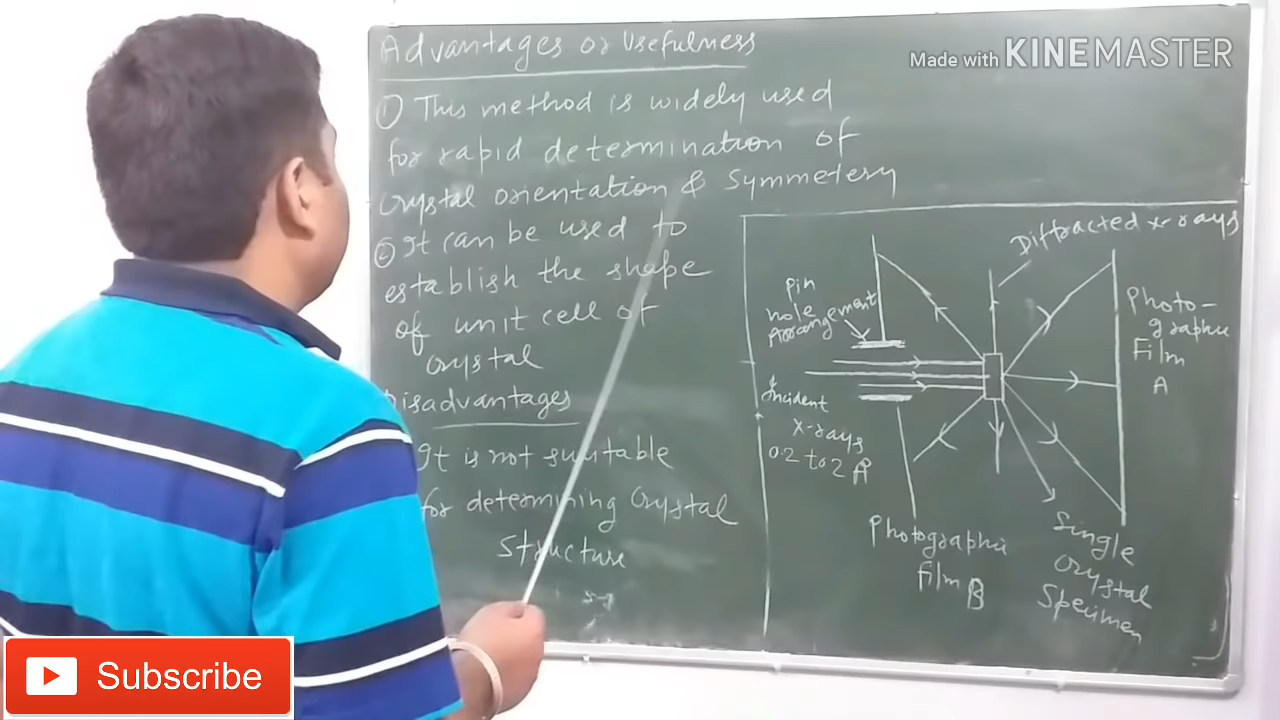 Advantages or Usefulness
① This method is widely used
for rapid determination of
Crystal orientation & Symmetery
② It can be used to
establish the shape
of unit cell of
Crystal
Disadvantages
It is not suitable
for determining Crystal
Structure
Diffracted x-rays
Pin
hole
Arrangement
Incident
x-rays
0.2 to 2 A°
Photo-
graphic
Film
A
Photographic
Film B
Single
Crystal
Specimen
Made with KINEMASTER
Subscribe